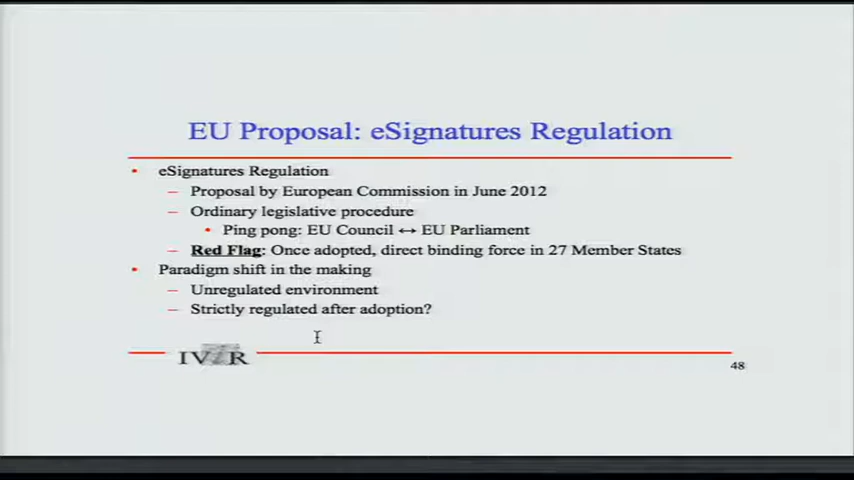 EU Proposal: eSignatures Regulation
• eSignatures Regulation
– Proposal by European Commission in June 2012
– Ordinary legislative procedure
• Ping pong: EU Council ↔ EU Parliament
– Red Flag: Once adopted, direct binding force in 27 Member States
• Paradigm shift in the making
– Unregulated environment
– Strictly regulated after adoption?
IViR
48